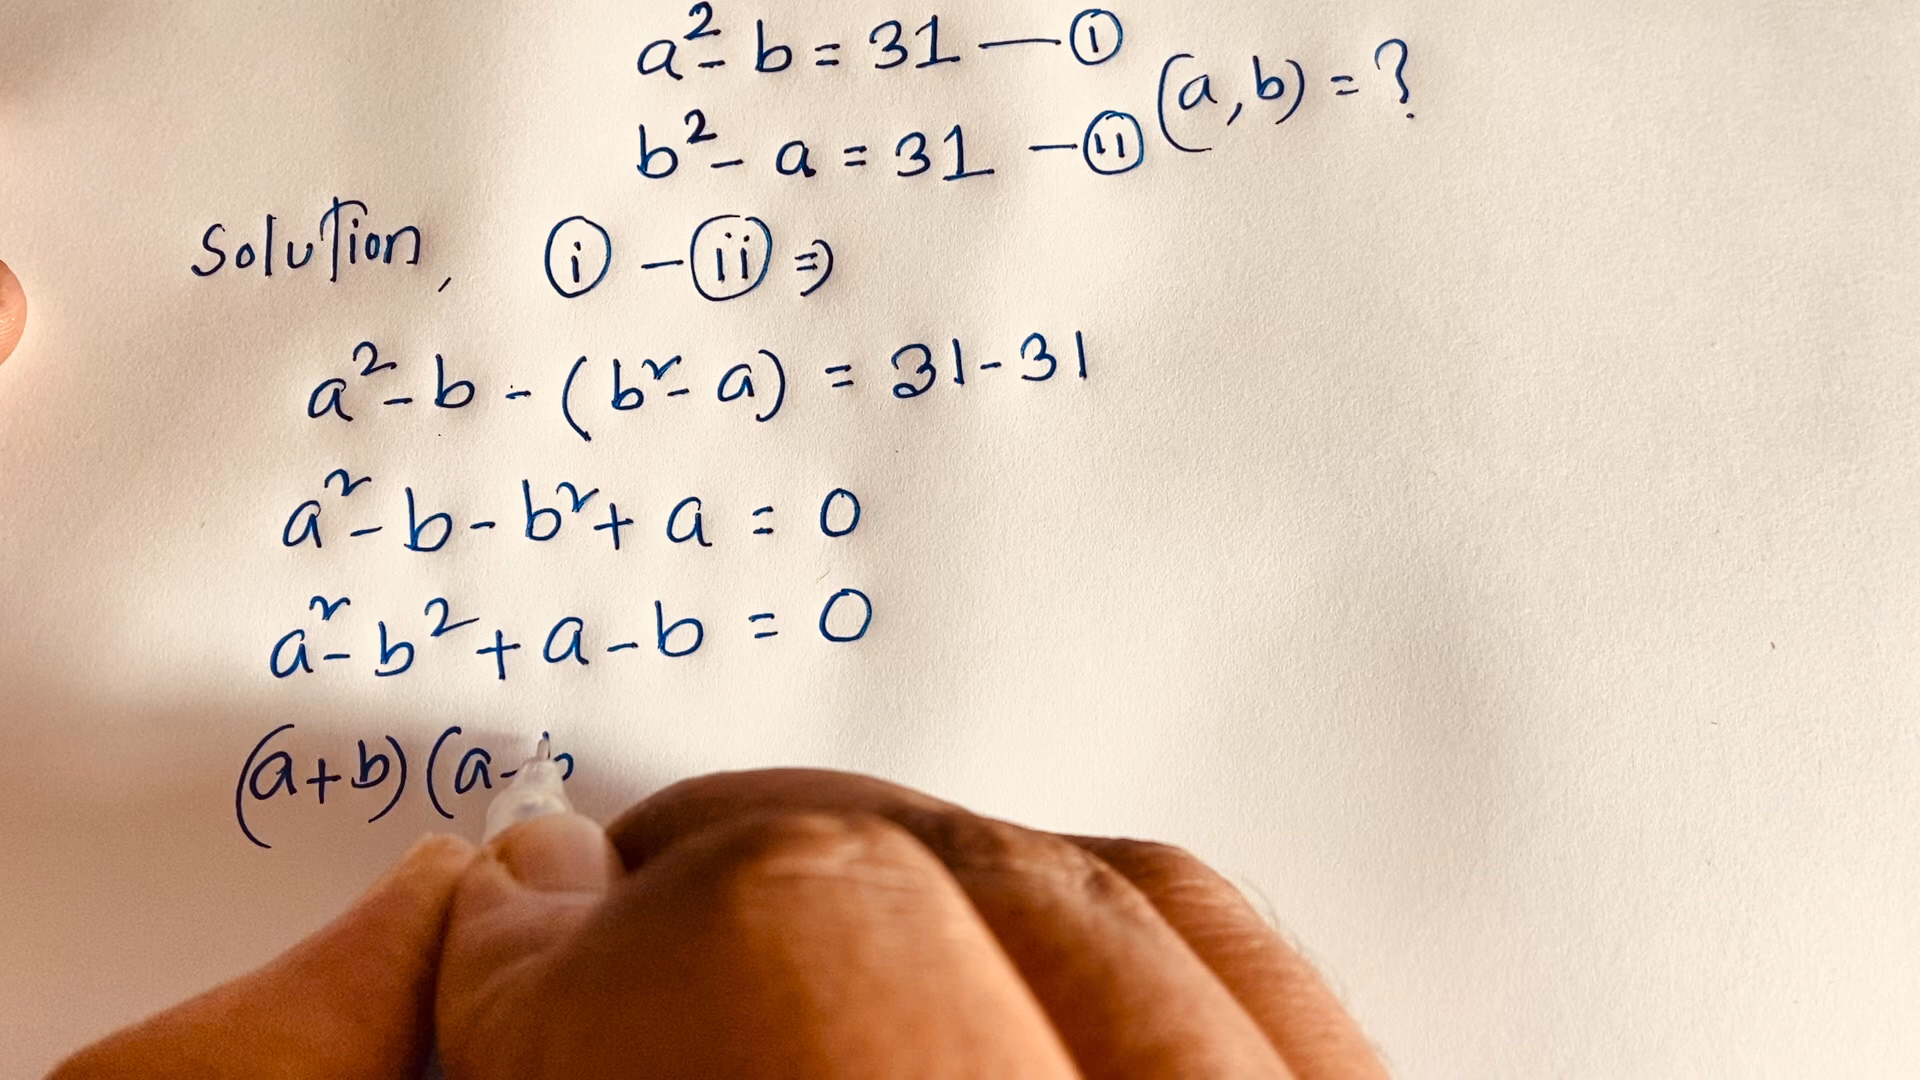 a² - b = 31 — ⓘ
b² - a = 31 — ⓘⓘ (a, b) = ?
Solution, ⓘ - ⓘⓘ ⇒
a² - b - (b² - a) = 31 - 31
a² - b - b² + a = 0
a² - b² + a - b = 0
(a + b) (a -